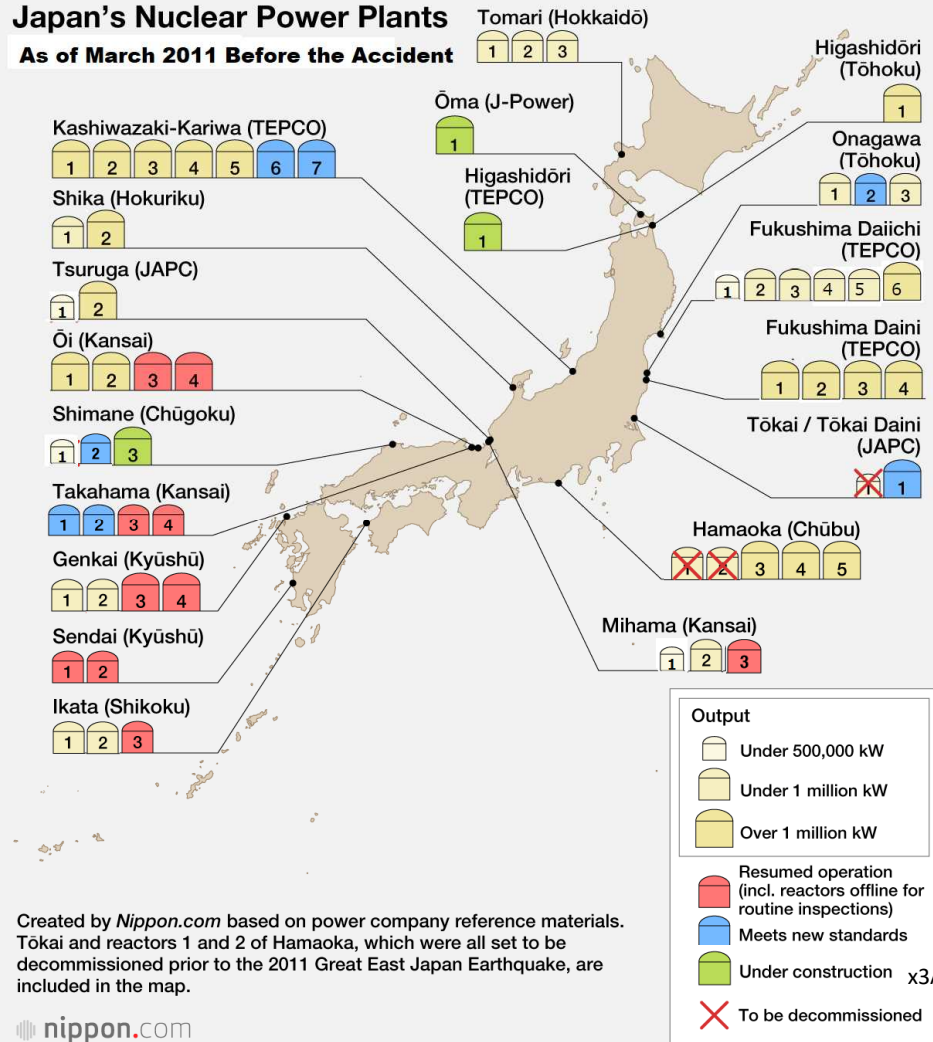 Japan's Nuclear Power Plants
As of March 2011 Before the Accident
Tomari (Hokkaidō)
1 2 3
Higashidōri
(Tōhoku)
1
Ōma (J-Power)
1
Kashiwazaki-Kariwa (TEPCO)
1 2 3 4 5 6 7
Onagawa
(Tōhoku)
1 2 3
Higashidōri
(TEPCO)
1
Shika (Hokuriku)
1 2
Fukushima Daiichi
(TEPCO)
1 2 3 4 5 6
Tsuruga (JAPC)
1 2
Fukushima Daini
(TEPCO)
1 2 3 4
Ōi (Kansai)
1 2 3 4
Shimane (Chūgoku)
1 2 3
Tōkai / Tōkai Daini
(JAPC)
1 1
Takahama (Kansai)
1 2 3 4
Hamaoka (Chūbu)
1 2 3 4 5
Genkai (Kyūshū)
1 2 3 4
Mihama (Kansai)
1 2 3
Sendai (Kyūshū)
1 2
Ikata (Shikoku)
1 2 3
Output
Under 500,000 kW
Under 1 million kW
Over 1 million kW
Resumed operation
(incl. reactors offline for
routine inspections)
Meets new standards
Under construction x3/
To be decommissioned
Created by Nippon.com based on power company reference materials.
Tōkai and reactors 1 and 2 of Hamaoka, which were all set to be
decommissioned prior to the 2011 Great East Japan Earthquake, are
included in the map.
nippon.com